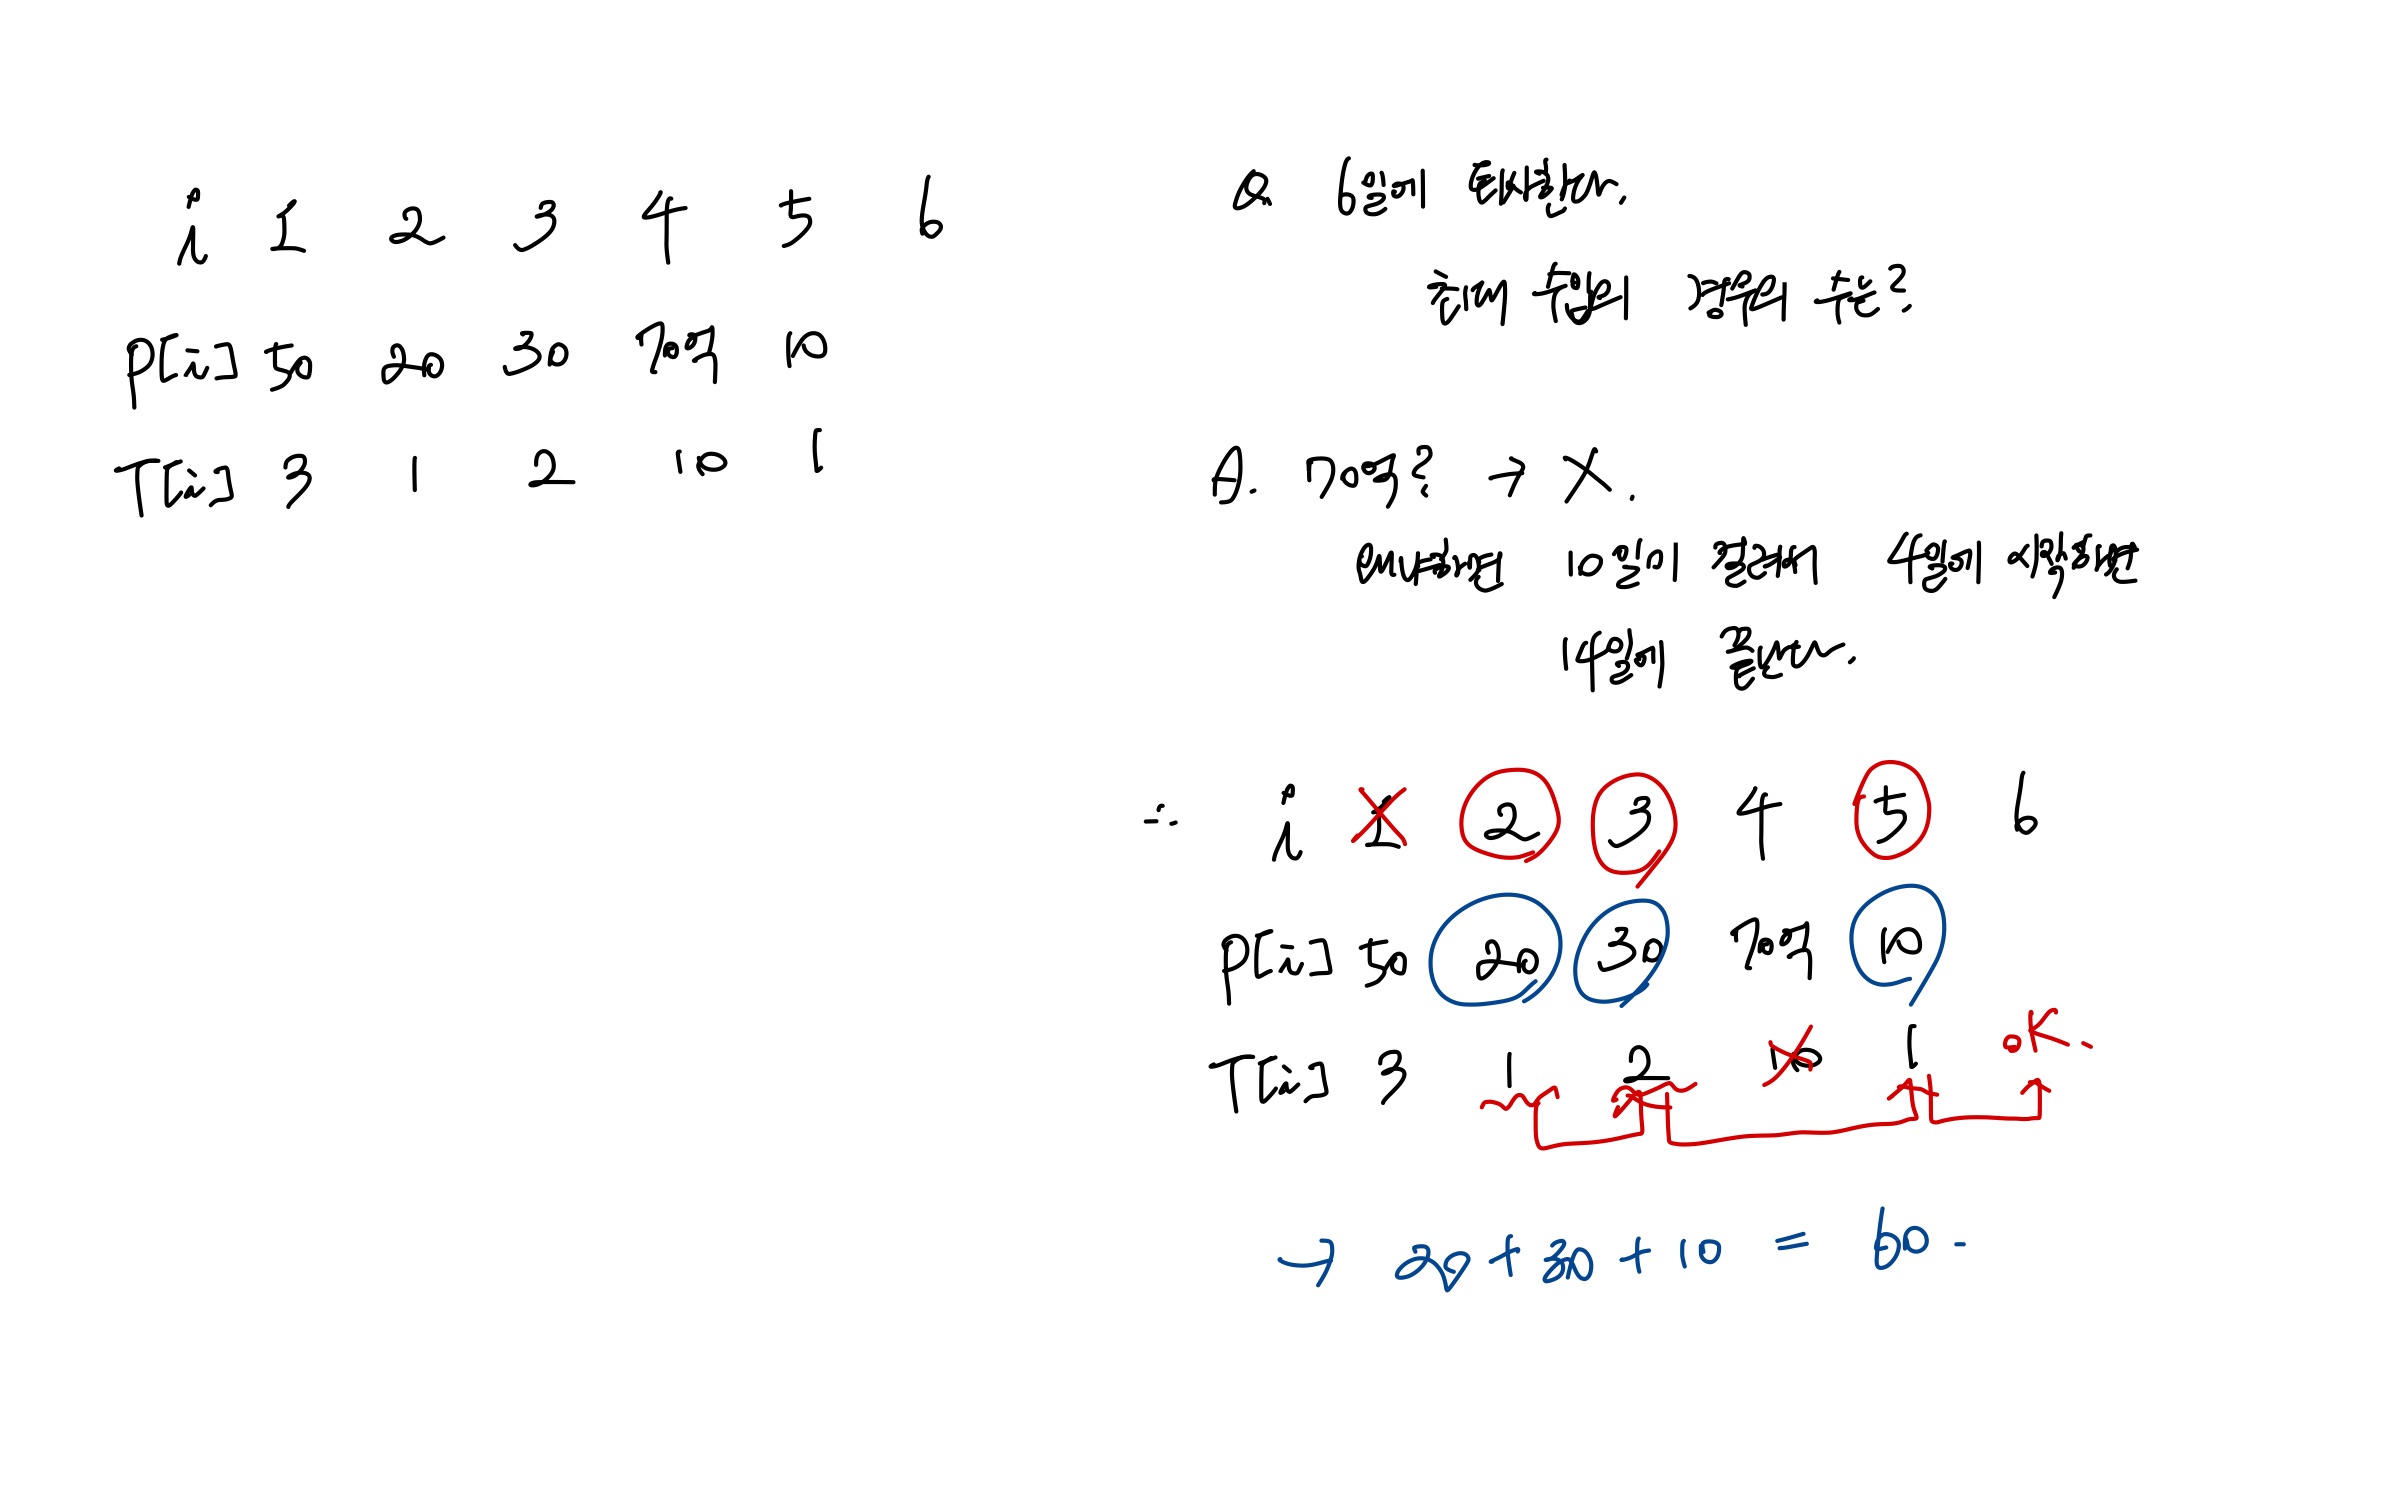 i 1 2 3 4 5 6
P[i] 50 20 30 70억 10
T[i] 3 1 2 10 1
Q 6일에 퇴사한다.
최대 수입의 경우의 수는?
A. 70억? → X.
왜냐하면 10일이 걸려서 4일에 시작하면
14일에 끝난다.
∴ i 1 2 3 4 5 6
P[i] 50 20 30 70억 10
T[i] 3 1 2 10 1 OK.
→ 20 + 30 + 10 = 60.